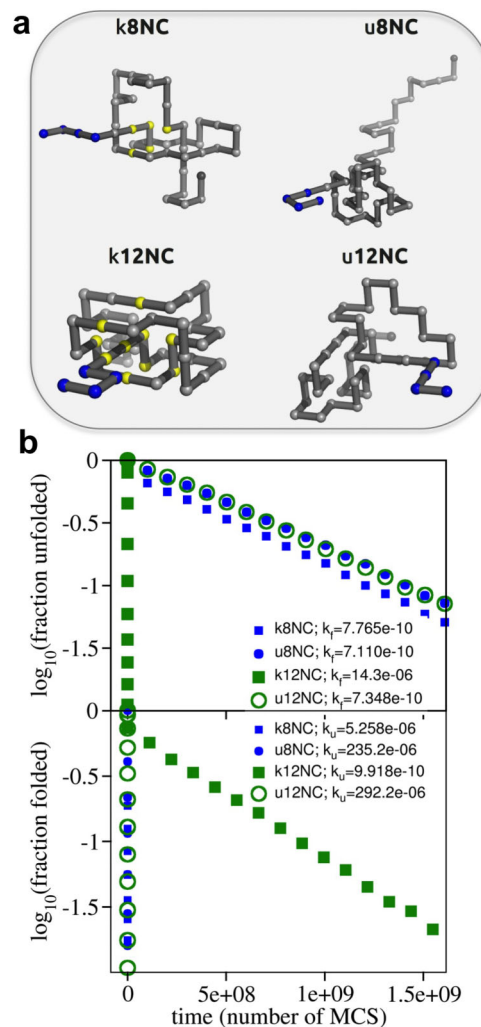 a
k8NC u8NC
k12NC u12NC
b
0
-0.5
-1
-1.5
log10(fraction unfolded)
k8NC; kf=7.765e-10
u8NC; kf=7.110e-10
k12NC; kf=14.3e-06
u12NC; kf=7.348e-10
0
-0.5
-1
-1.5
log10(fraction folded)
k8NC; ku=5.258e-06
u8NC; ku=235.2e-06
k12NC; ku=9.918e-10
u12NC; ku=292.2e-06
0 5e+08 1e+09 1.5e+09
time (number of MCS)